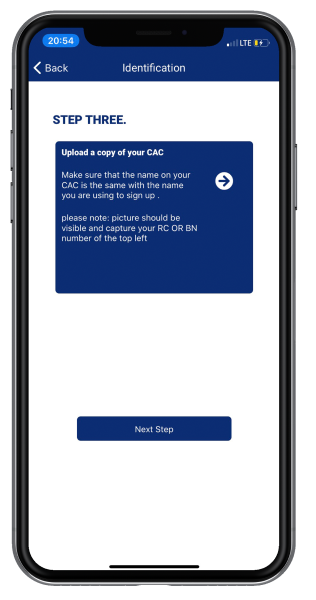 20:54
LTE
Back
Identification
STEP THREE.
Upload a copy of your CAC
Make sure that the name on your
CAC is the same with the name
you are using to sign up .
please note: picture should be
visible and capture your RC OR BN
number of the top left
Next Step